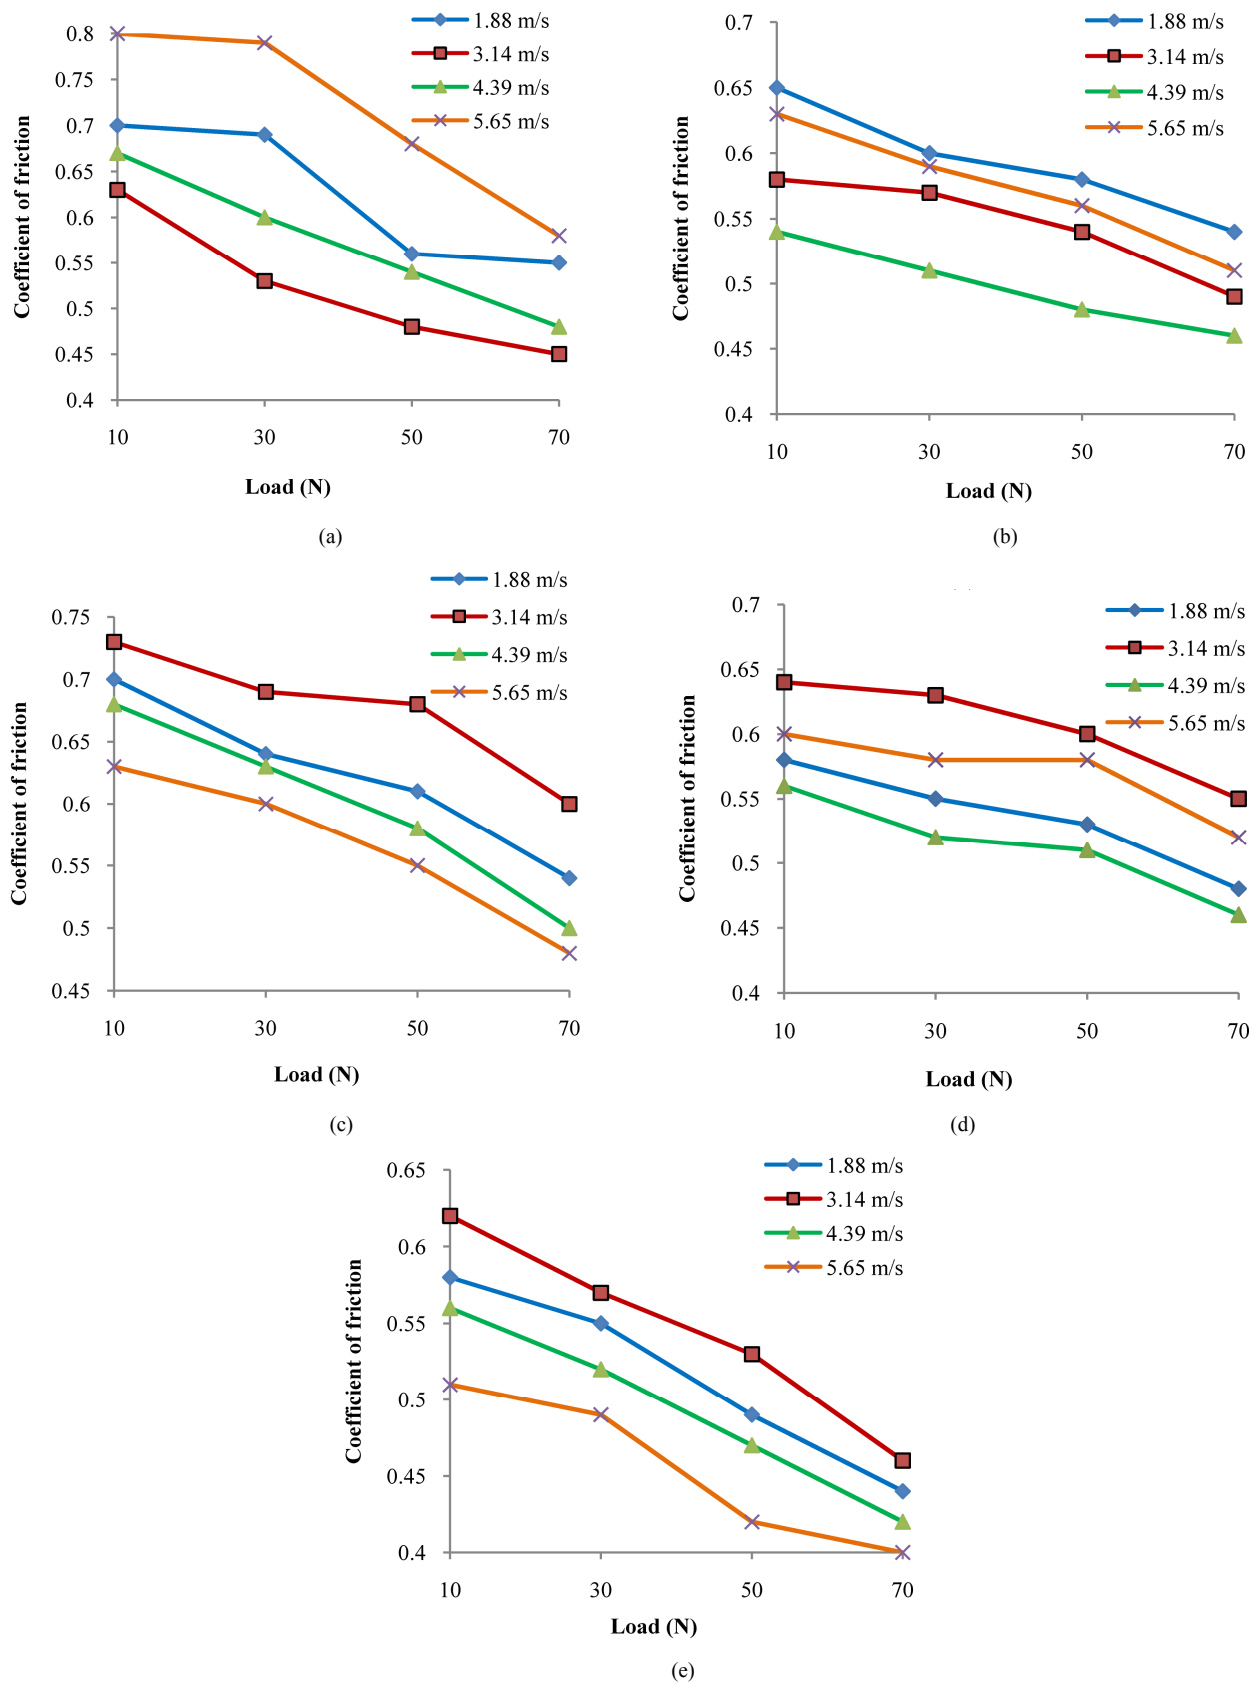 1.88 m/s
3.14 m/s
4.39 m/s
5.65 m/s
0.8
0.75
0.7
0.65
0.6
0.55
0.5
0.45
0.4
10 30 50 70
Coefficient of friction
Load (N)
(a)
1.88 m/s
3.14 m/s
4.39 m/s
5.65 m/s
0.7
0.65
0.6
0.55
0.5
0.45
0.4
10 30 50 70
Coefficient of friction
Load (N)
(b)
1.88 m/s
3.14 m/s
4.39 m/s
5.65 m/s
0.75
0.7
0.65
0.6
0.55
0.5
0.45
10 30 50 70
Coefficient of friction
Load (N)
(c)
1.88 m/s
3.14 m/s
4.39 m/s
5.65 m/s
0.7
0.65
0.6
0.55
0.5
0.45
0.4
10 30 50 70
Coefficient of friction
Load (N)
(d)
1.88 m/s
3.14 m/s
4.39 m/s
5.65 m/s
0.65
0.6
0.55
0.5
0.45
0.4
10 30 50 70
Coefficient of friction
Load (N)
(e)